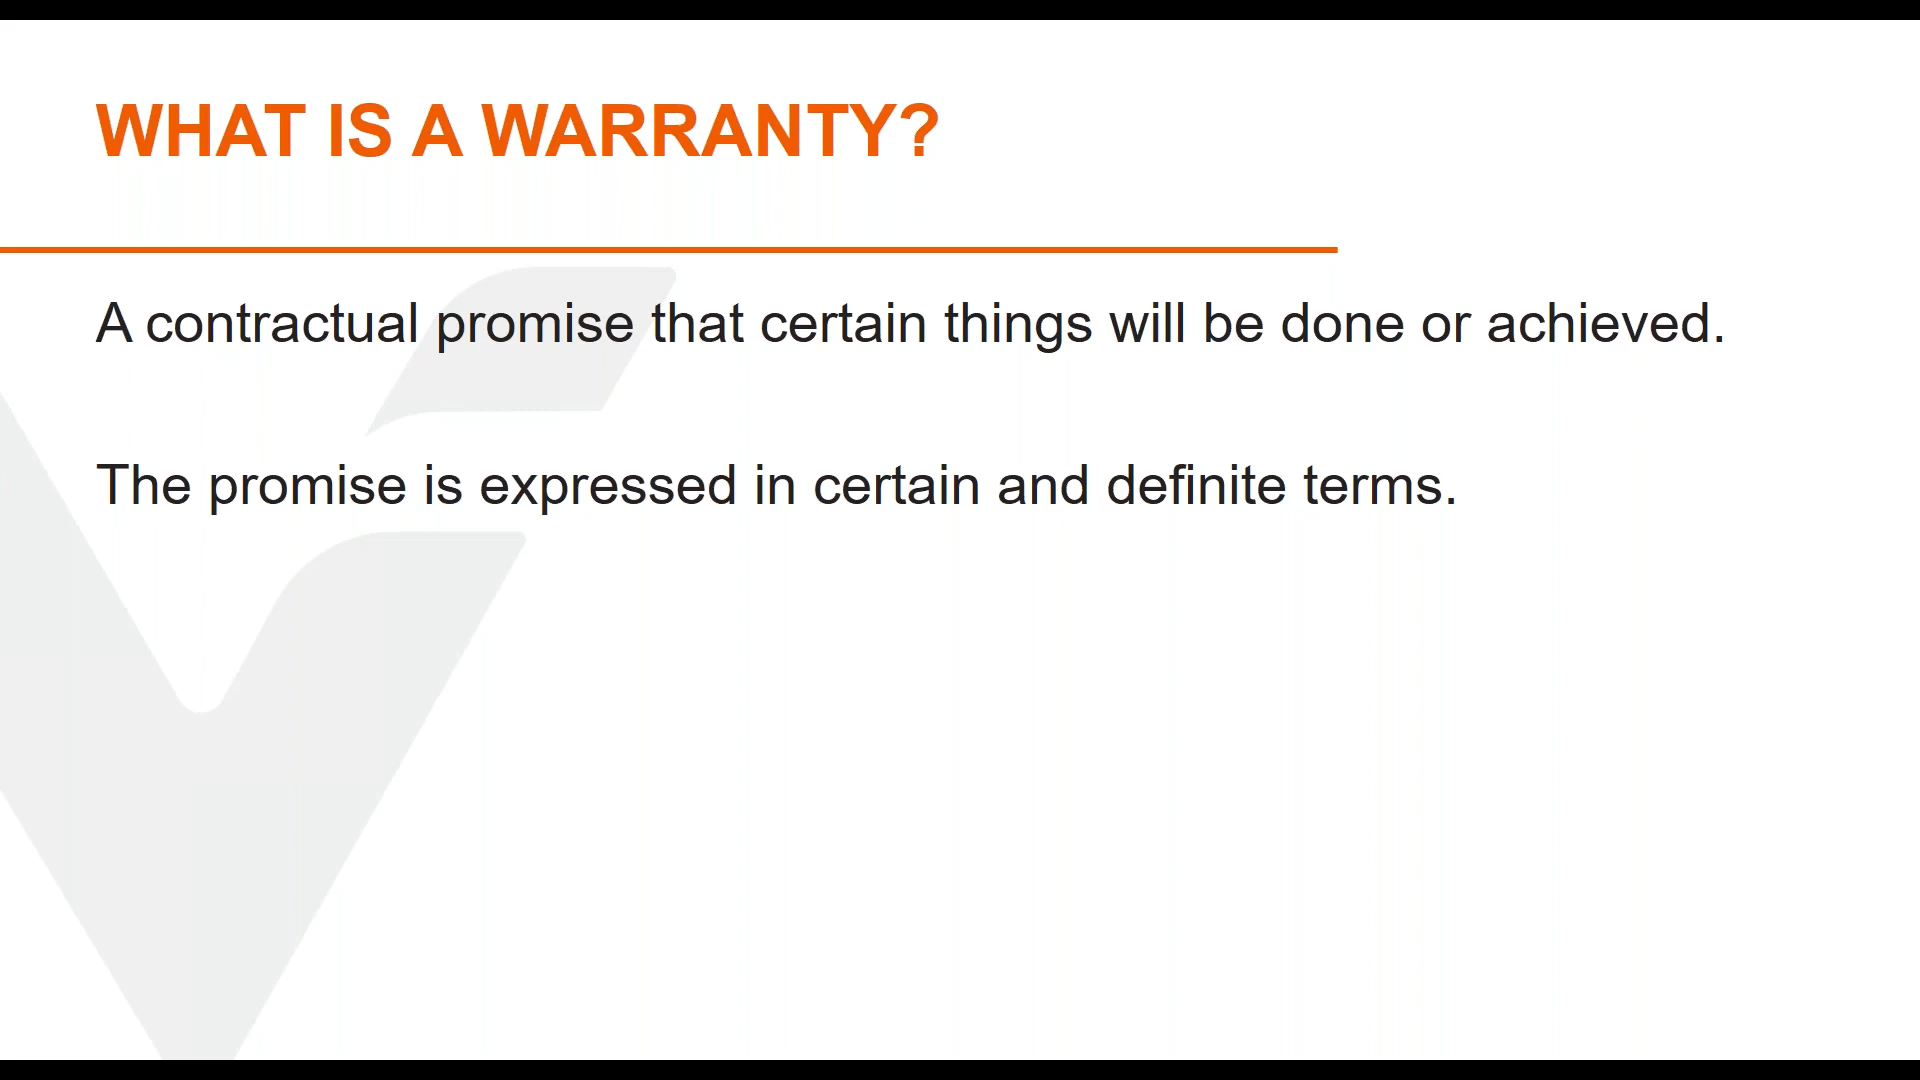 WHAT IS A WARRANTY?
A contractual promise that certain things will be done or achieved.
The promise is expressed in certain and definite terms.